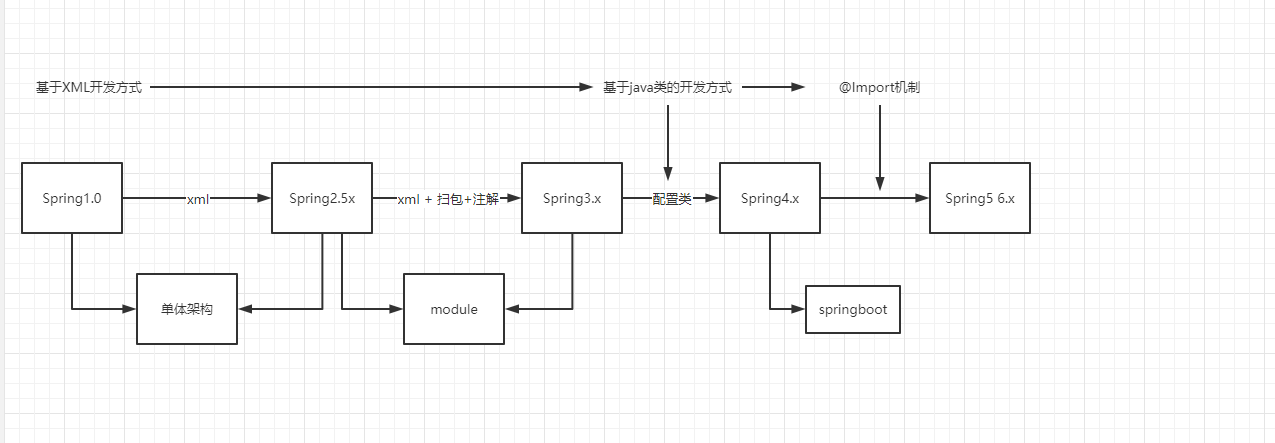 基于XML开发方式
基于java类的开发方式
@Import机制
Spring1.0
xml
Spring2.5x
xml + 扫包+注解
Spring3.x
配置类
Spring4.x
Spring5 6.x
单体架构
module
springboot